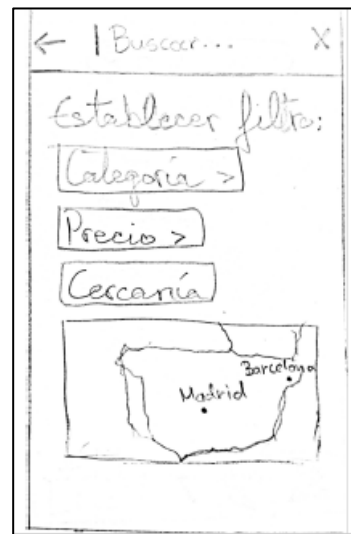 ← | Buscar... X
Establecer filtro:
Categoría >
Precio >
Cercanía
Barcelona
Madrid